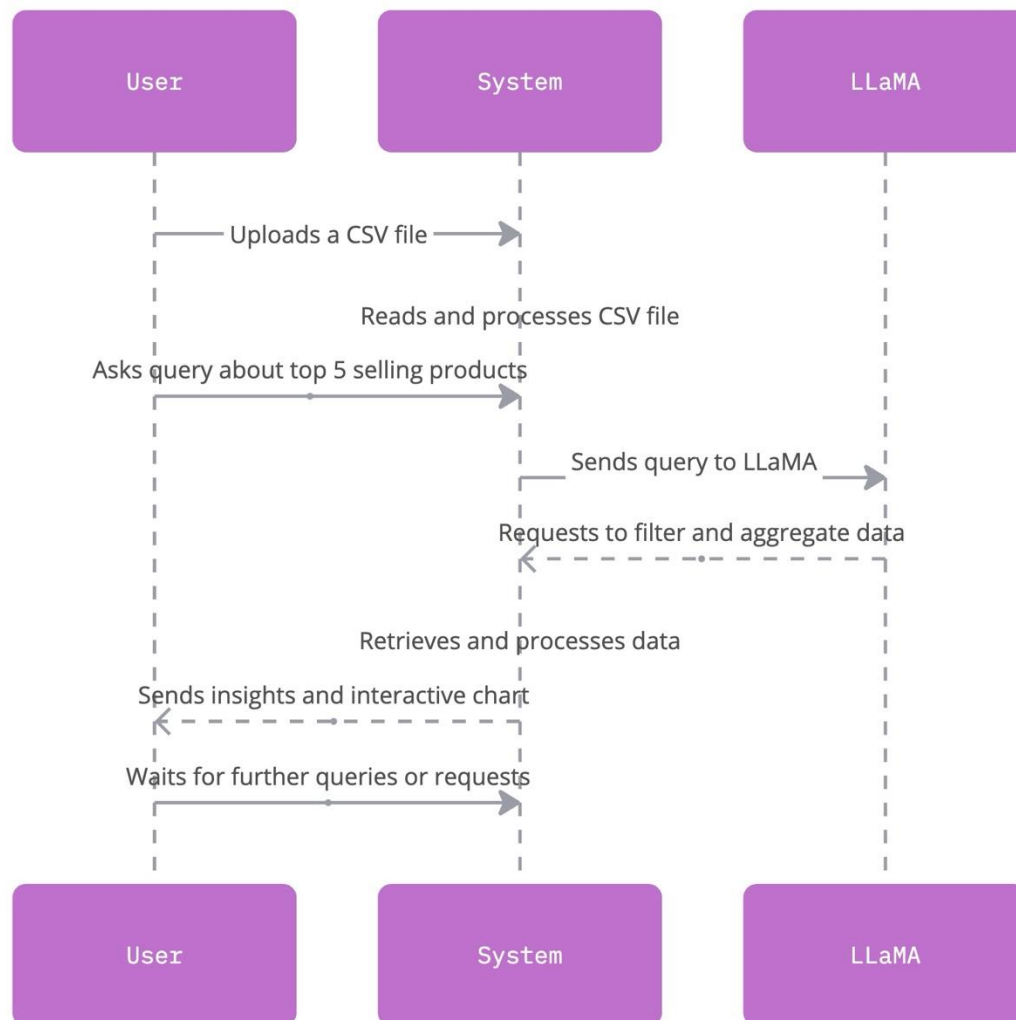 User
System
LLaMA
Uploads a CSV file
Reads and processes CSV file
Asks query about top 5 selling products
Sends query to LLaMA
Requests to filter and aggregate data
Retrieves and processes data
Sends insights and interactive chart
Waits for further queries or requests
User
System
LLaMA